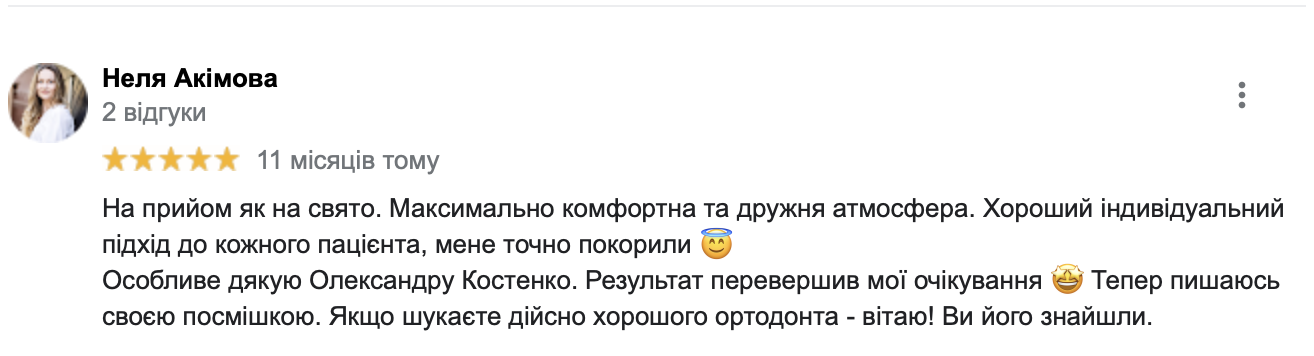 Неля Акімова
2 відгуки
11 місяців тому
На прийом як на свято. Максимально комфортна та дружня атмосфера. Хороший індивідуальний
підхід до кожного пацієнта, мене точно покорили 😇
Особливе дякую Олександру Костенко. Результат перевершив мої очікування 🤩 Тепер пишаюсь
своєю посмішкою. Якщо шукаєте дійсно хорошого ортодонта - вітаю! Ви його знайшли.